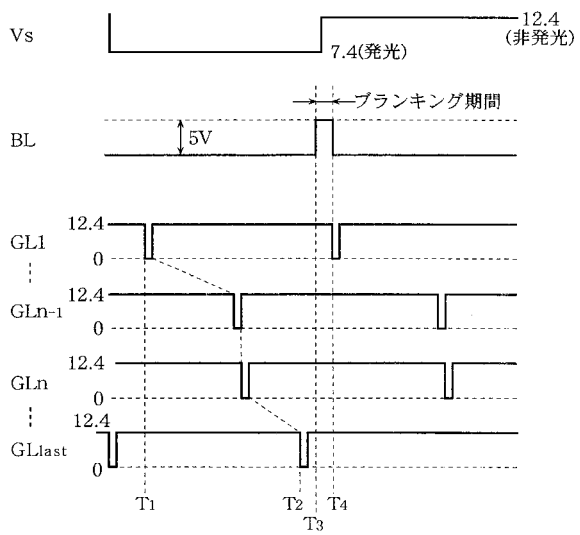 Vs
12.4
(非発光)
7.4(発光)
ブランキング期間
BL
5V
12.4
GL1
0
12.4
GLn-1
0
12.4
GLn
0
12.4
GLlast
0
T1
T2
T3
T4